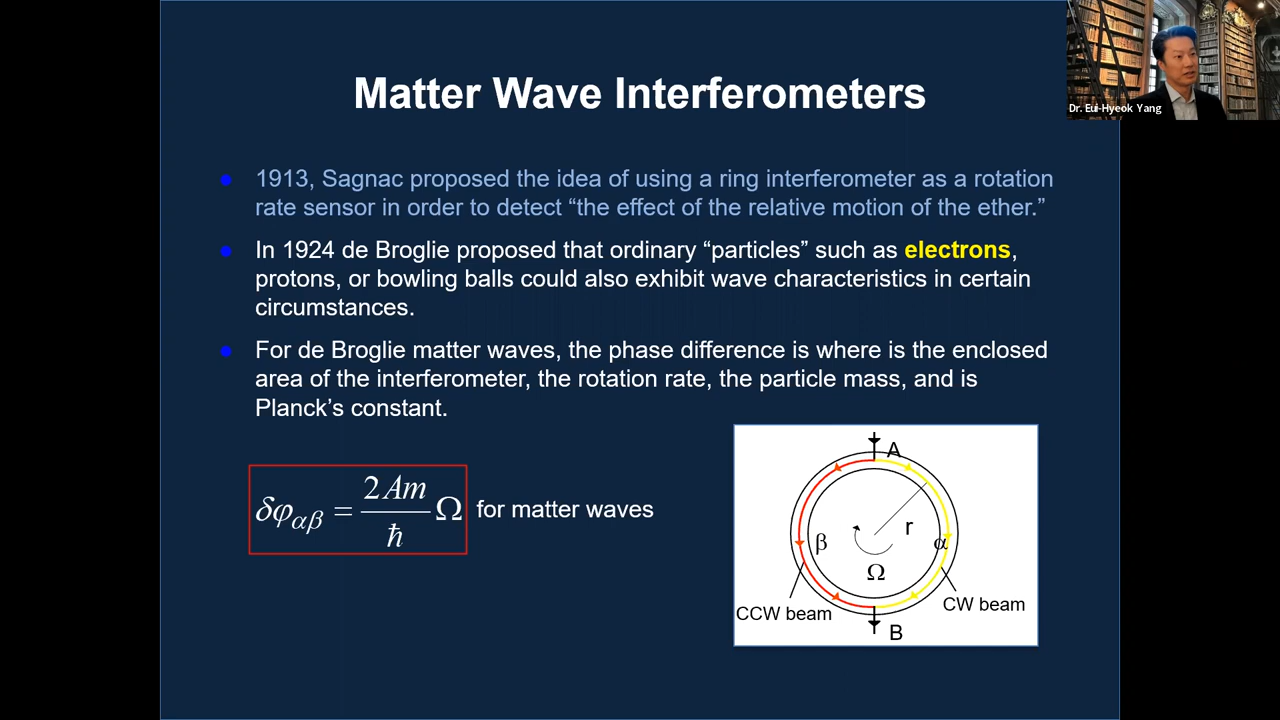 Matter Wave Interferometers
Dr. Eui-Hyeok Yang
● 1913, Sagnac proposed the idea of using a ring interferometer as a rotation
rate sensor in order to detect “the effect of the relative motion of the ether.”
● In 1924 de Broglie proposed that ordinary “particles” such as electrons,
protons, or bowling balls could also exhibit wave characteristics in certain
circumstances.
● For de Broglie matter waves, the phase difference is where is the enclosed
area of the interferometer, the rotation rate, the particle mass, and is
Planck’s constant.
δφαβ = 2Am/ħ Ω for matter waves
A
r
β
α
Ω
CCW beam
CW beam
B